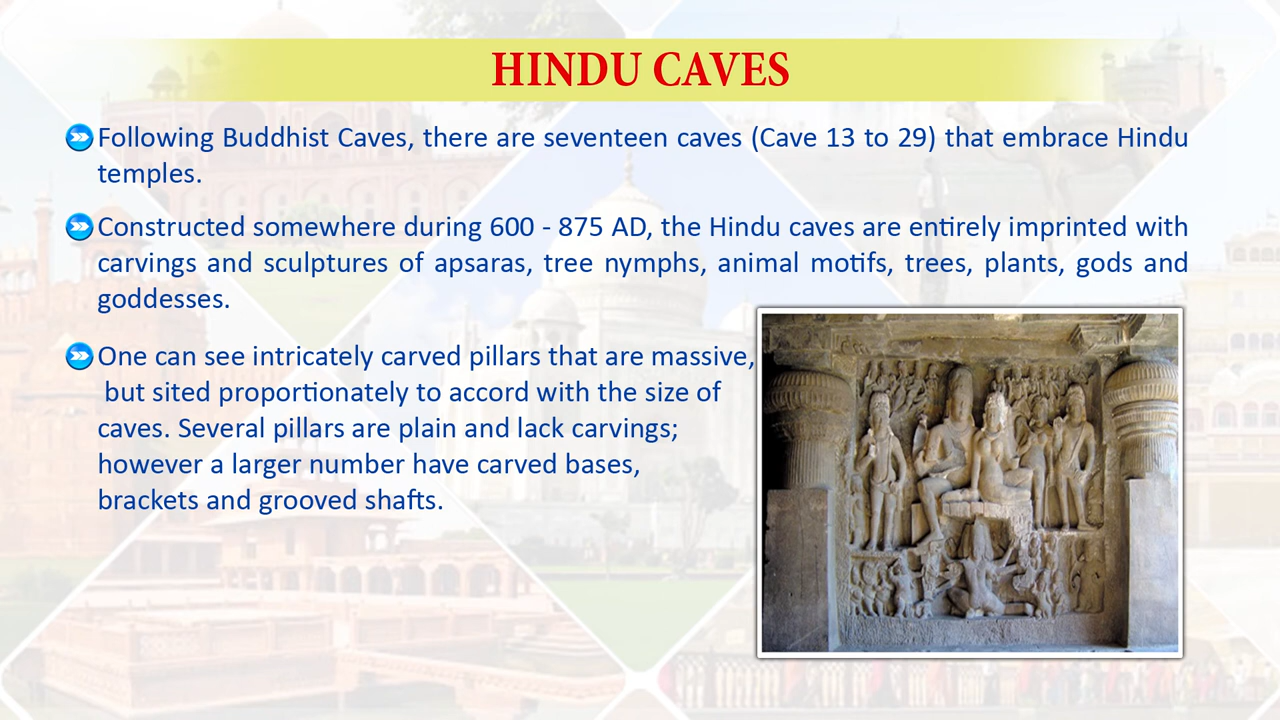 HINDU CAVES
Following Buddhist Caves, there are seventeen caves (Cave 13 to 29) that embrace Hindu
temples.
Constructed somewhere during 600 - 875 AD, the Hindu caves are entirely imprinted with
carvings and sculptures of apsaras, tree nymphs, animal motifs, trees, plants, gods and
goddesses.
One can see intricately carved pillars that are massive,
but sited proportionately to accord with the size of
caves. Several pillars are plain and lack carvings;
however a larger number have carved bases,
brackets and grooved shafts.